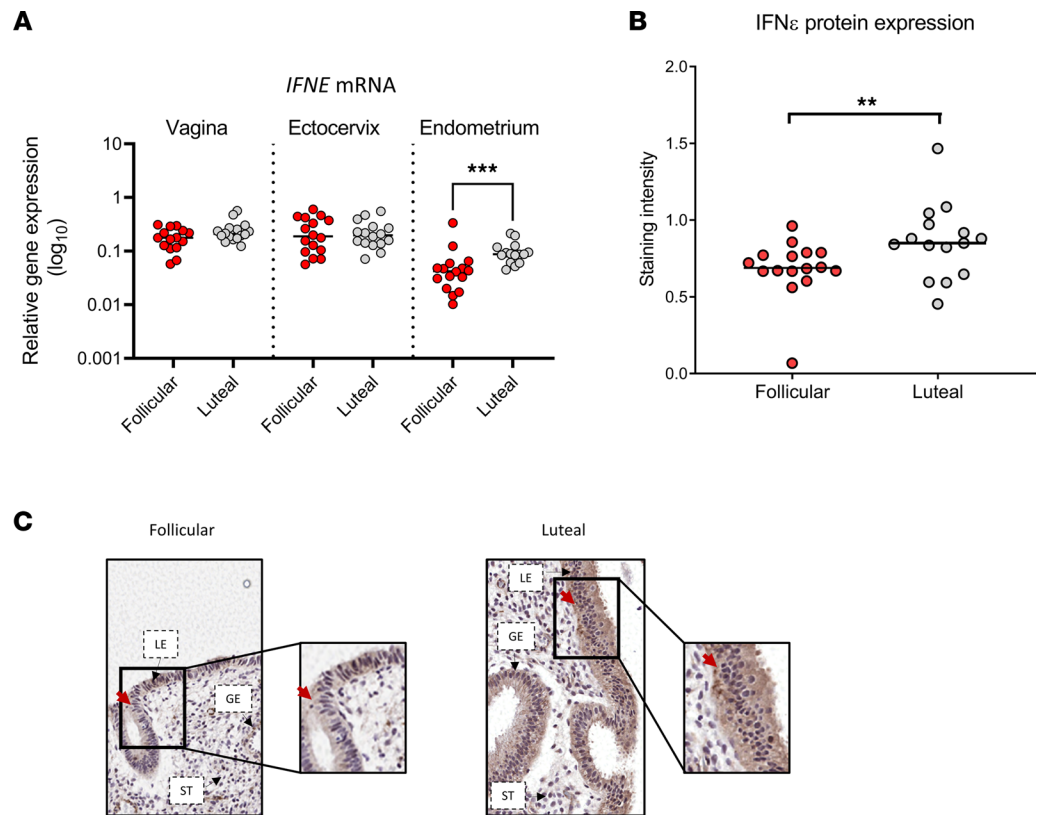 A
IFNE mRNA
Vagina
Ectocervix
Endometrium
Relative gene expression
(log10)
10
1
0.1
0.01
0.001
***
Follicular
Luteal
Follicular
Luteal
Follicular
Luteal
B
IFNε protein expression
Staining intensity
2.0
1.5
1.0
0.5
0.0
**
Follicular
Luteal
C
Follicular
LE
GE
ST
Luteal
LE
GE
ST